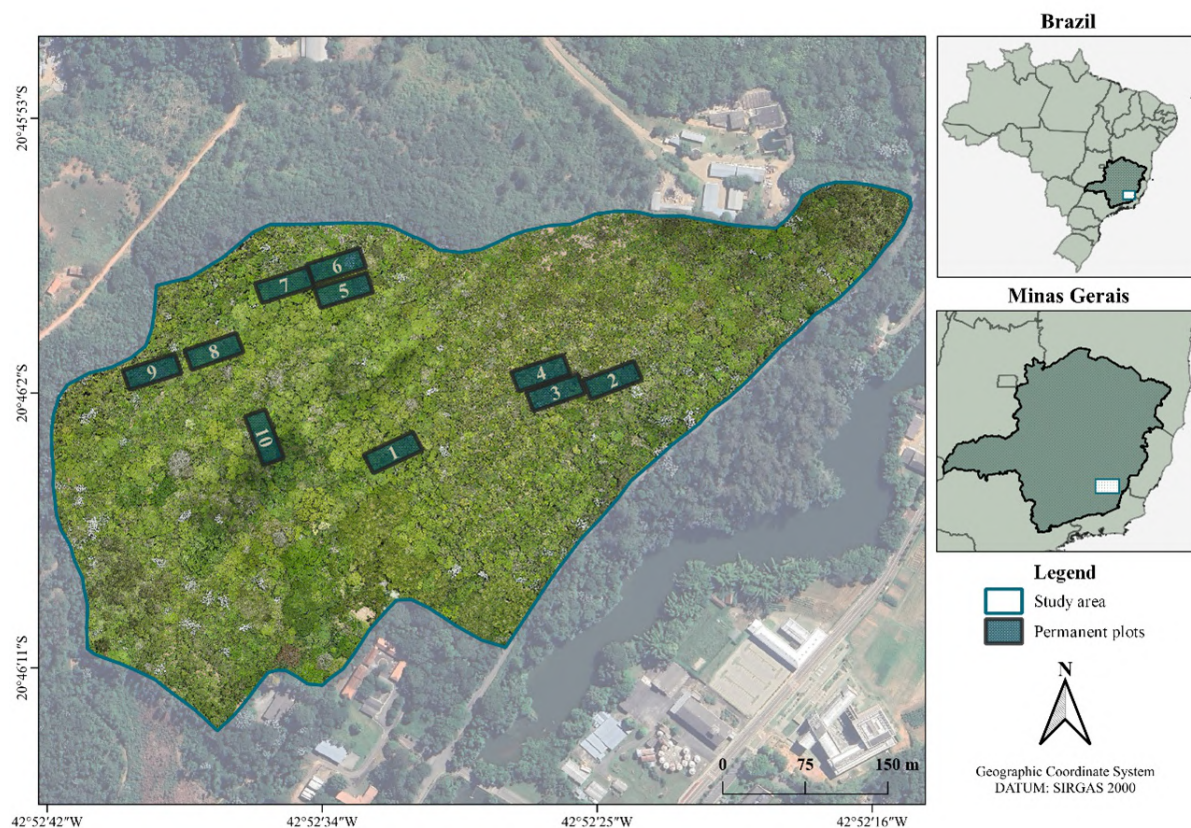 Brazil
20°45'53"S
6
7
5
Minas Gerais
8
4
9
2
3
20°46'2"S
10
1
Legend
Study area
Permanent plots
20°46'11"S
N
0 75 150 m
Geographic Coordinate System
DATUM: SIRGAS 2000
42°52'42"W 42°52'34"W 42°52'25"W 42°52'16"W